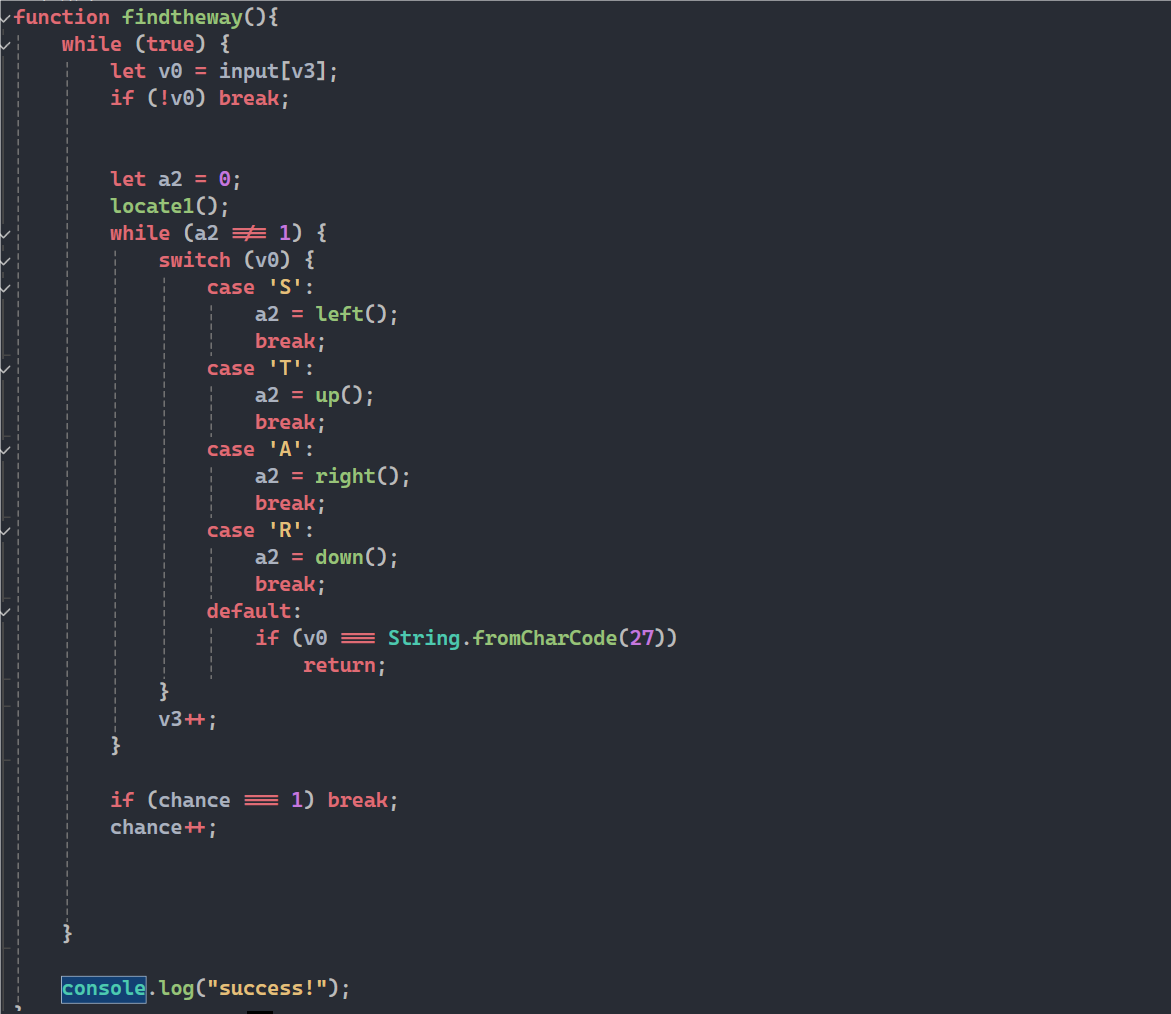 function findtheway(){
    while (true) {
        let v0 = input[v3];
        if (!v0) break;
        let a2 = 0;
        locate1();
        while (a2 !== 1) {
            switch (v0) {
                case 'S':
                    a2 = left();
                    break;
                case 'T':
                    a2 = up();
                    break;
                case 'A':
                    a2 = right();
                    break;
                case 'R':
                    a2 = down();
                    break;
                default:
                    if (v0 === String.fromCharCode(27))
                        return;
            }
            v3++;
        }
        if (chance === 1) break;
        chance++;
    }
    console.log("success!");
}